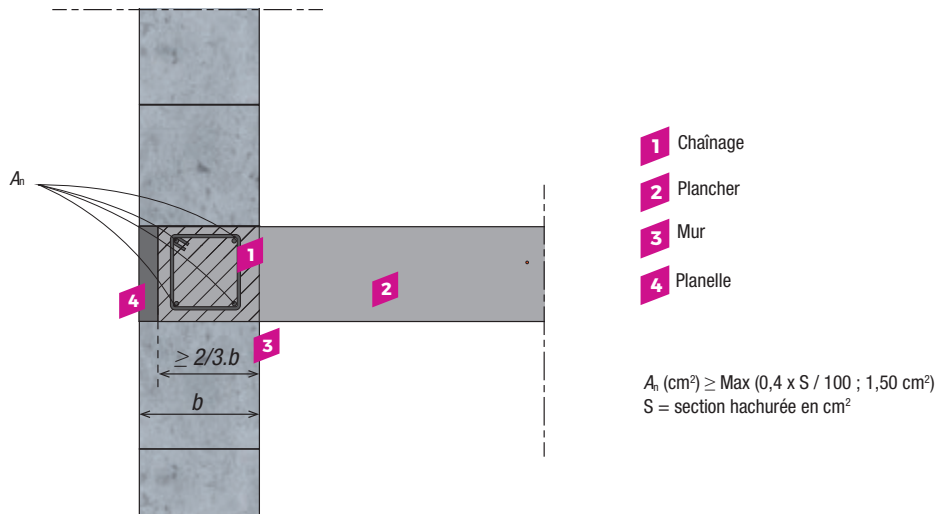 1 Chaînage
2 Plancher
3 Mur
4 Planelle
Aₙ
1
2
4
3
≥ 2/3.b
b
Aₙ (cm²) ≥ Max (0,4 x S / 100 ; 1,50 cm²)
S = section hachurée en cm²